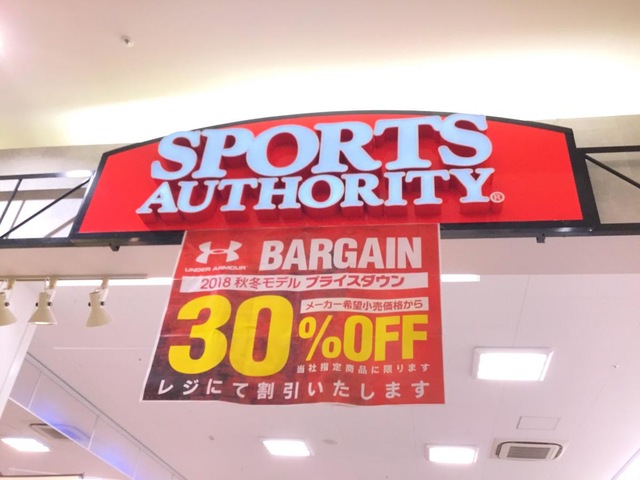 SPORTS
AUTHORITY®
UNDER ARMOUR
BARGAIN
2018 秋冬モデル プライスダウン
メーカー希望小売価格から
30%OFF
当社指定商品に限ります
レジにて割引いたします